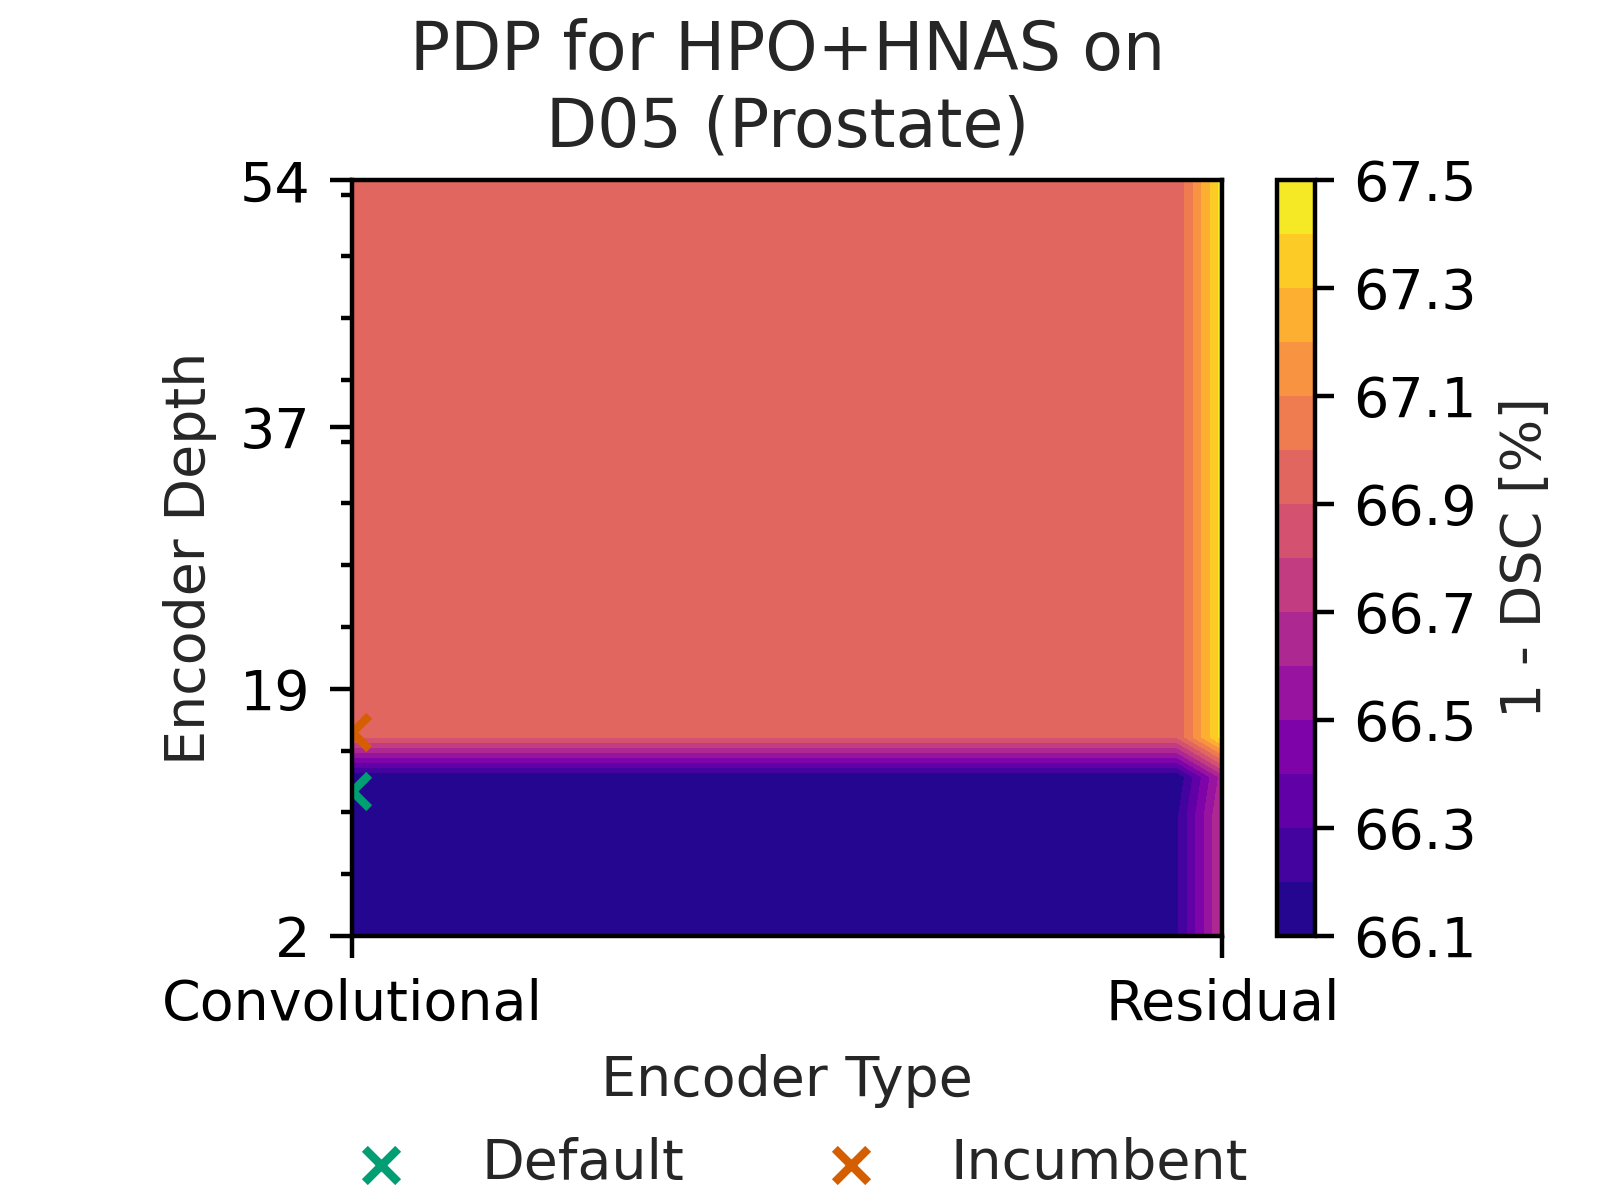 PDP for HPO+HNAS on
D05 (Prostate)
54
37
19
2
Encoder Depth
Convolutional
Residual
Encoder Type
67.5
67.3
67.1
66.9
66.7
66.5
66.3
66.1
1 - DSC [%]
Default
Incumbent